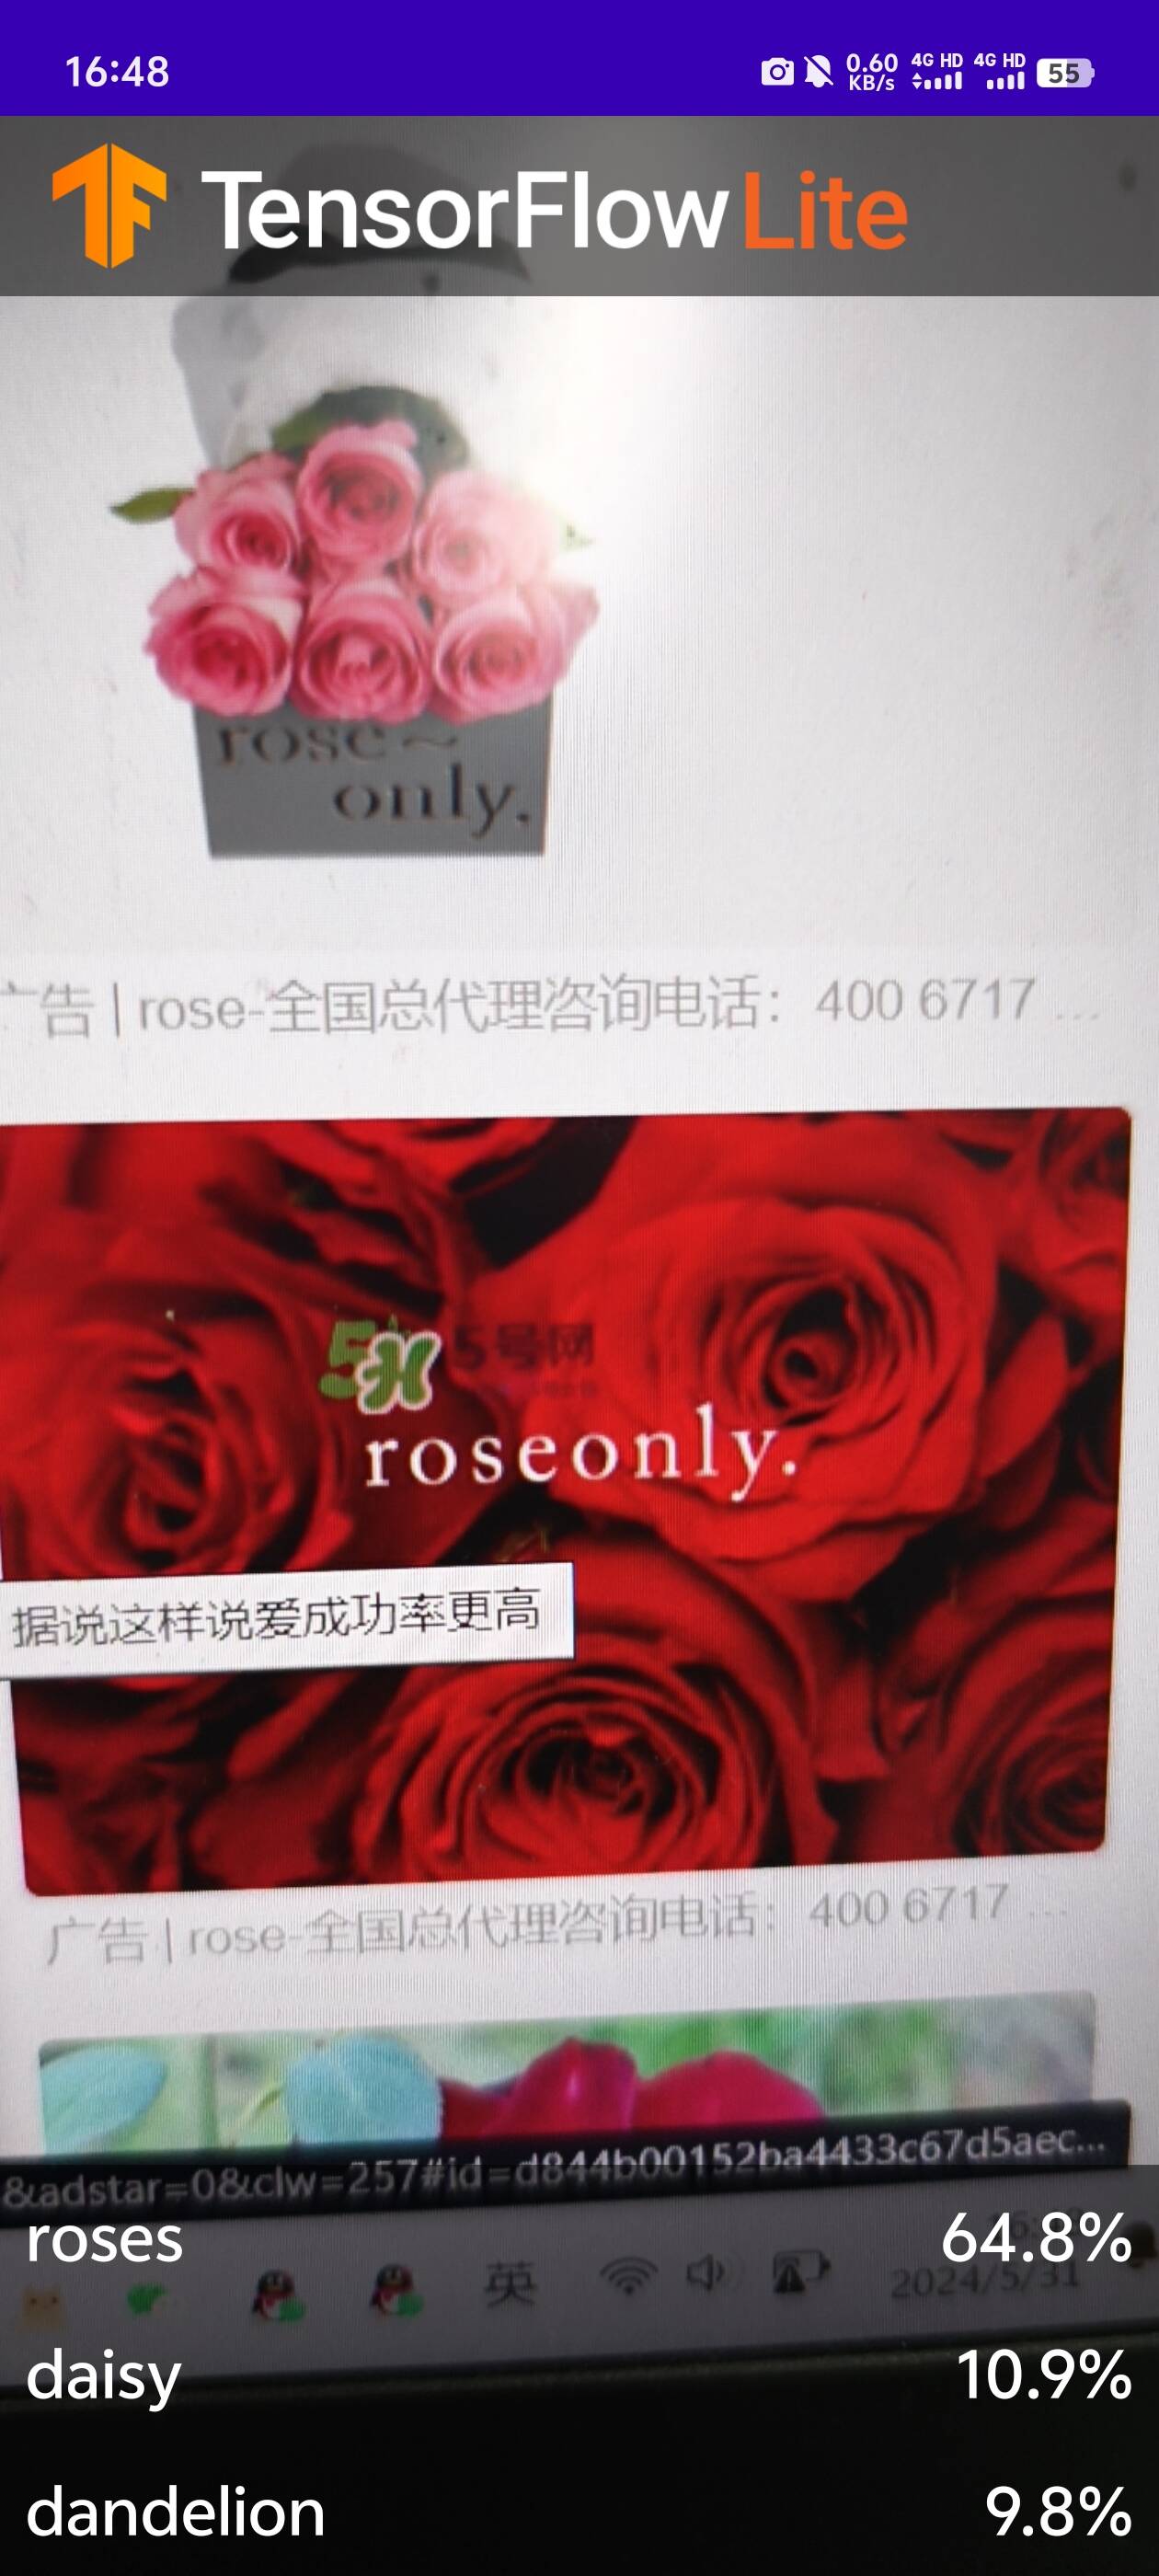 16:48
0.60 KB/s 4G HD 4G HD 55
TensorFlow Lite
rose~
only.
广告 | rose-全国总代理咨询电话：400 6717 ...
5号网
roseonly.
据说这样说爱成功率更高
广告 | rose-全国总代理咨询电话：400 6717 ...
&adstar=0&clw=257#id=d844b00152ba4433c67d5aec...
roses 64.8%
英
2024/5/31
daisy 10.9%
dandelion 9.8%